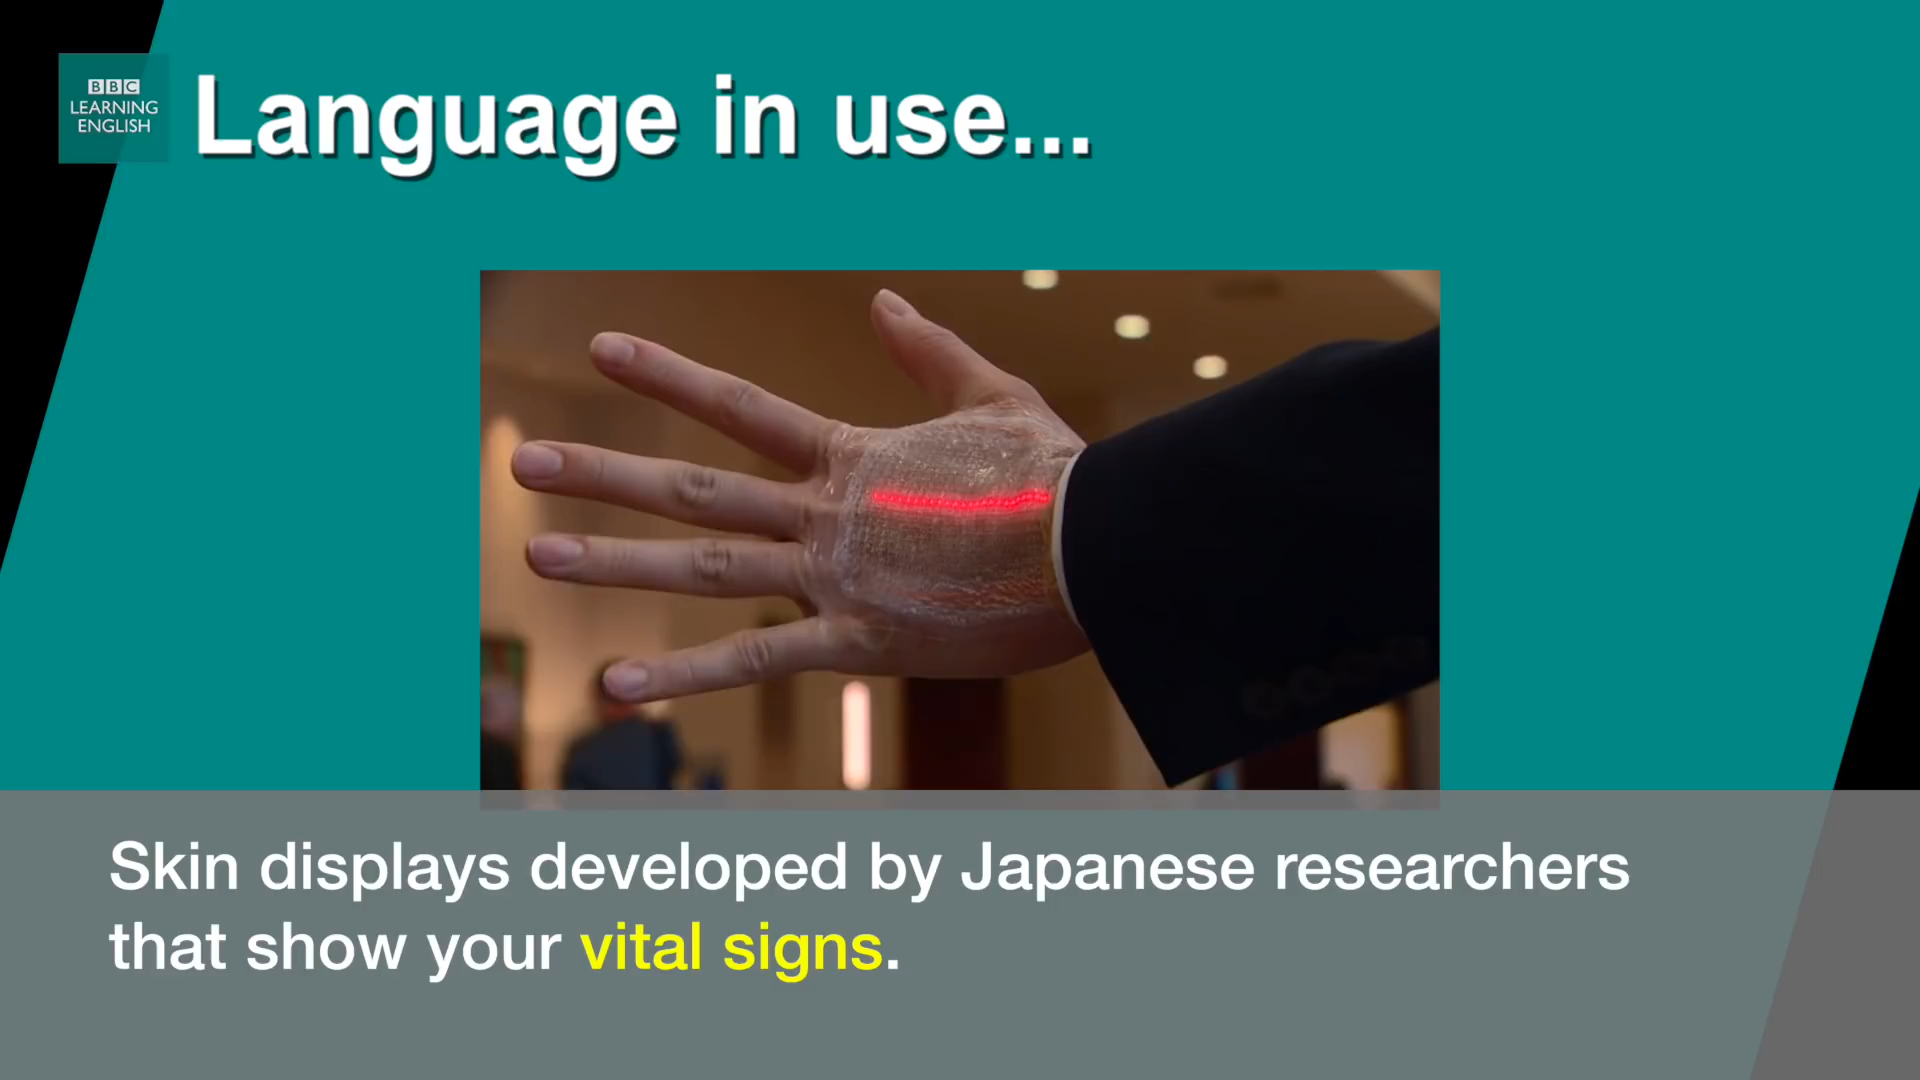 BBC
LEARNING
ENGLISH
Language in use...
Skin displays developed by Japanese researchers
that show your vital signs.